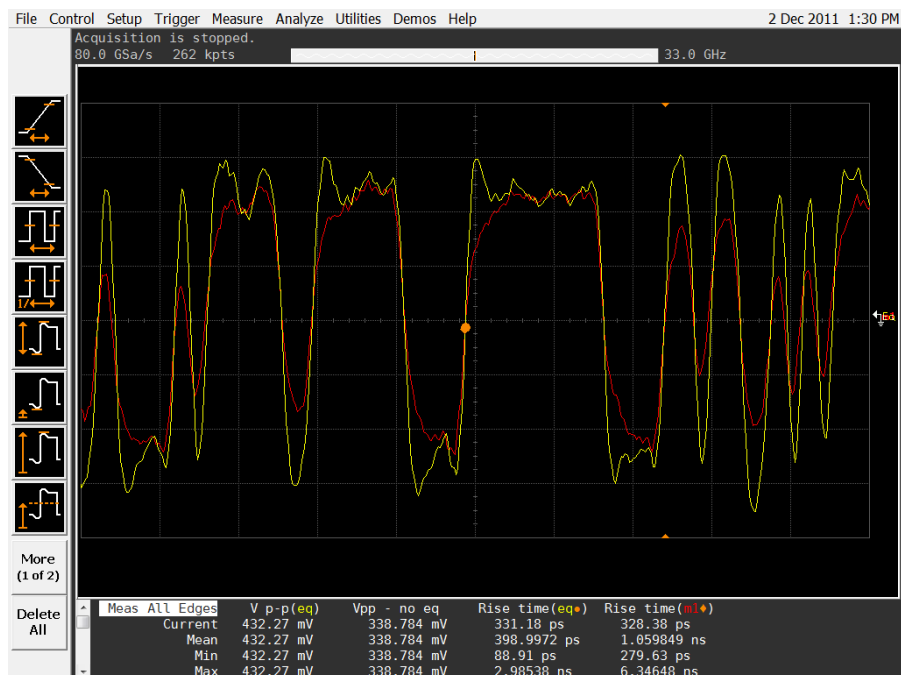 File Control Setup Trigger Measure Analyze Utilities Demos Help 2 Dec 2011 1:30 PM
Acquisition is stopped.
80.0 GSa/s 262 kpts 33.0 GHz
1/
More
(1 of 2)
Delete
All
Meas All Edges V p-p(eq) Vpp - no eq Rise time(eq●) Rise time(m1♦)
Current 432.27 mV 338.784 mV 331.18 ps 328.38 ps
Mean 432.27 mV 338.784 mV 398.9972 ps 1.059849 ns
Min 432.27 mV 338.784 mV 88.91 ps 279.63 ps
Max 432.27 mV 338.784 mV 2.98538 ns 6.34648 ns